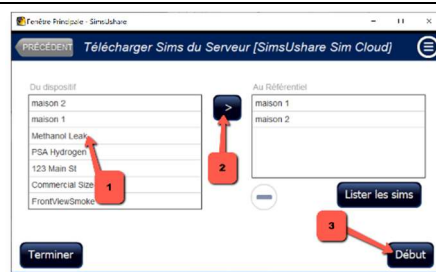 Fenêtre Principale - SimsUshare
PRÉCÉDENT Télécharger Sims du Serveur [SimsUshare Sim Cloud]
Du dispositif
Au Référentiel
maison 2
maison 1
Methanol Leak
PSA Hydrogen
123 Main St
Commercial Size
FrontViewSmoke
>
maison 1
maison 2
1
2
Lister les sims
3
Terminer
Début